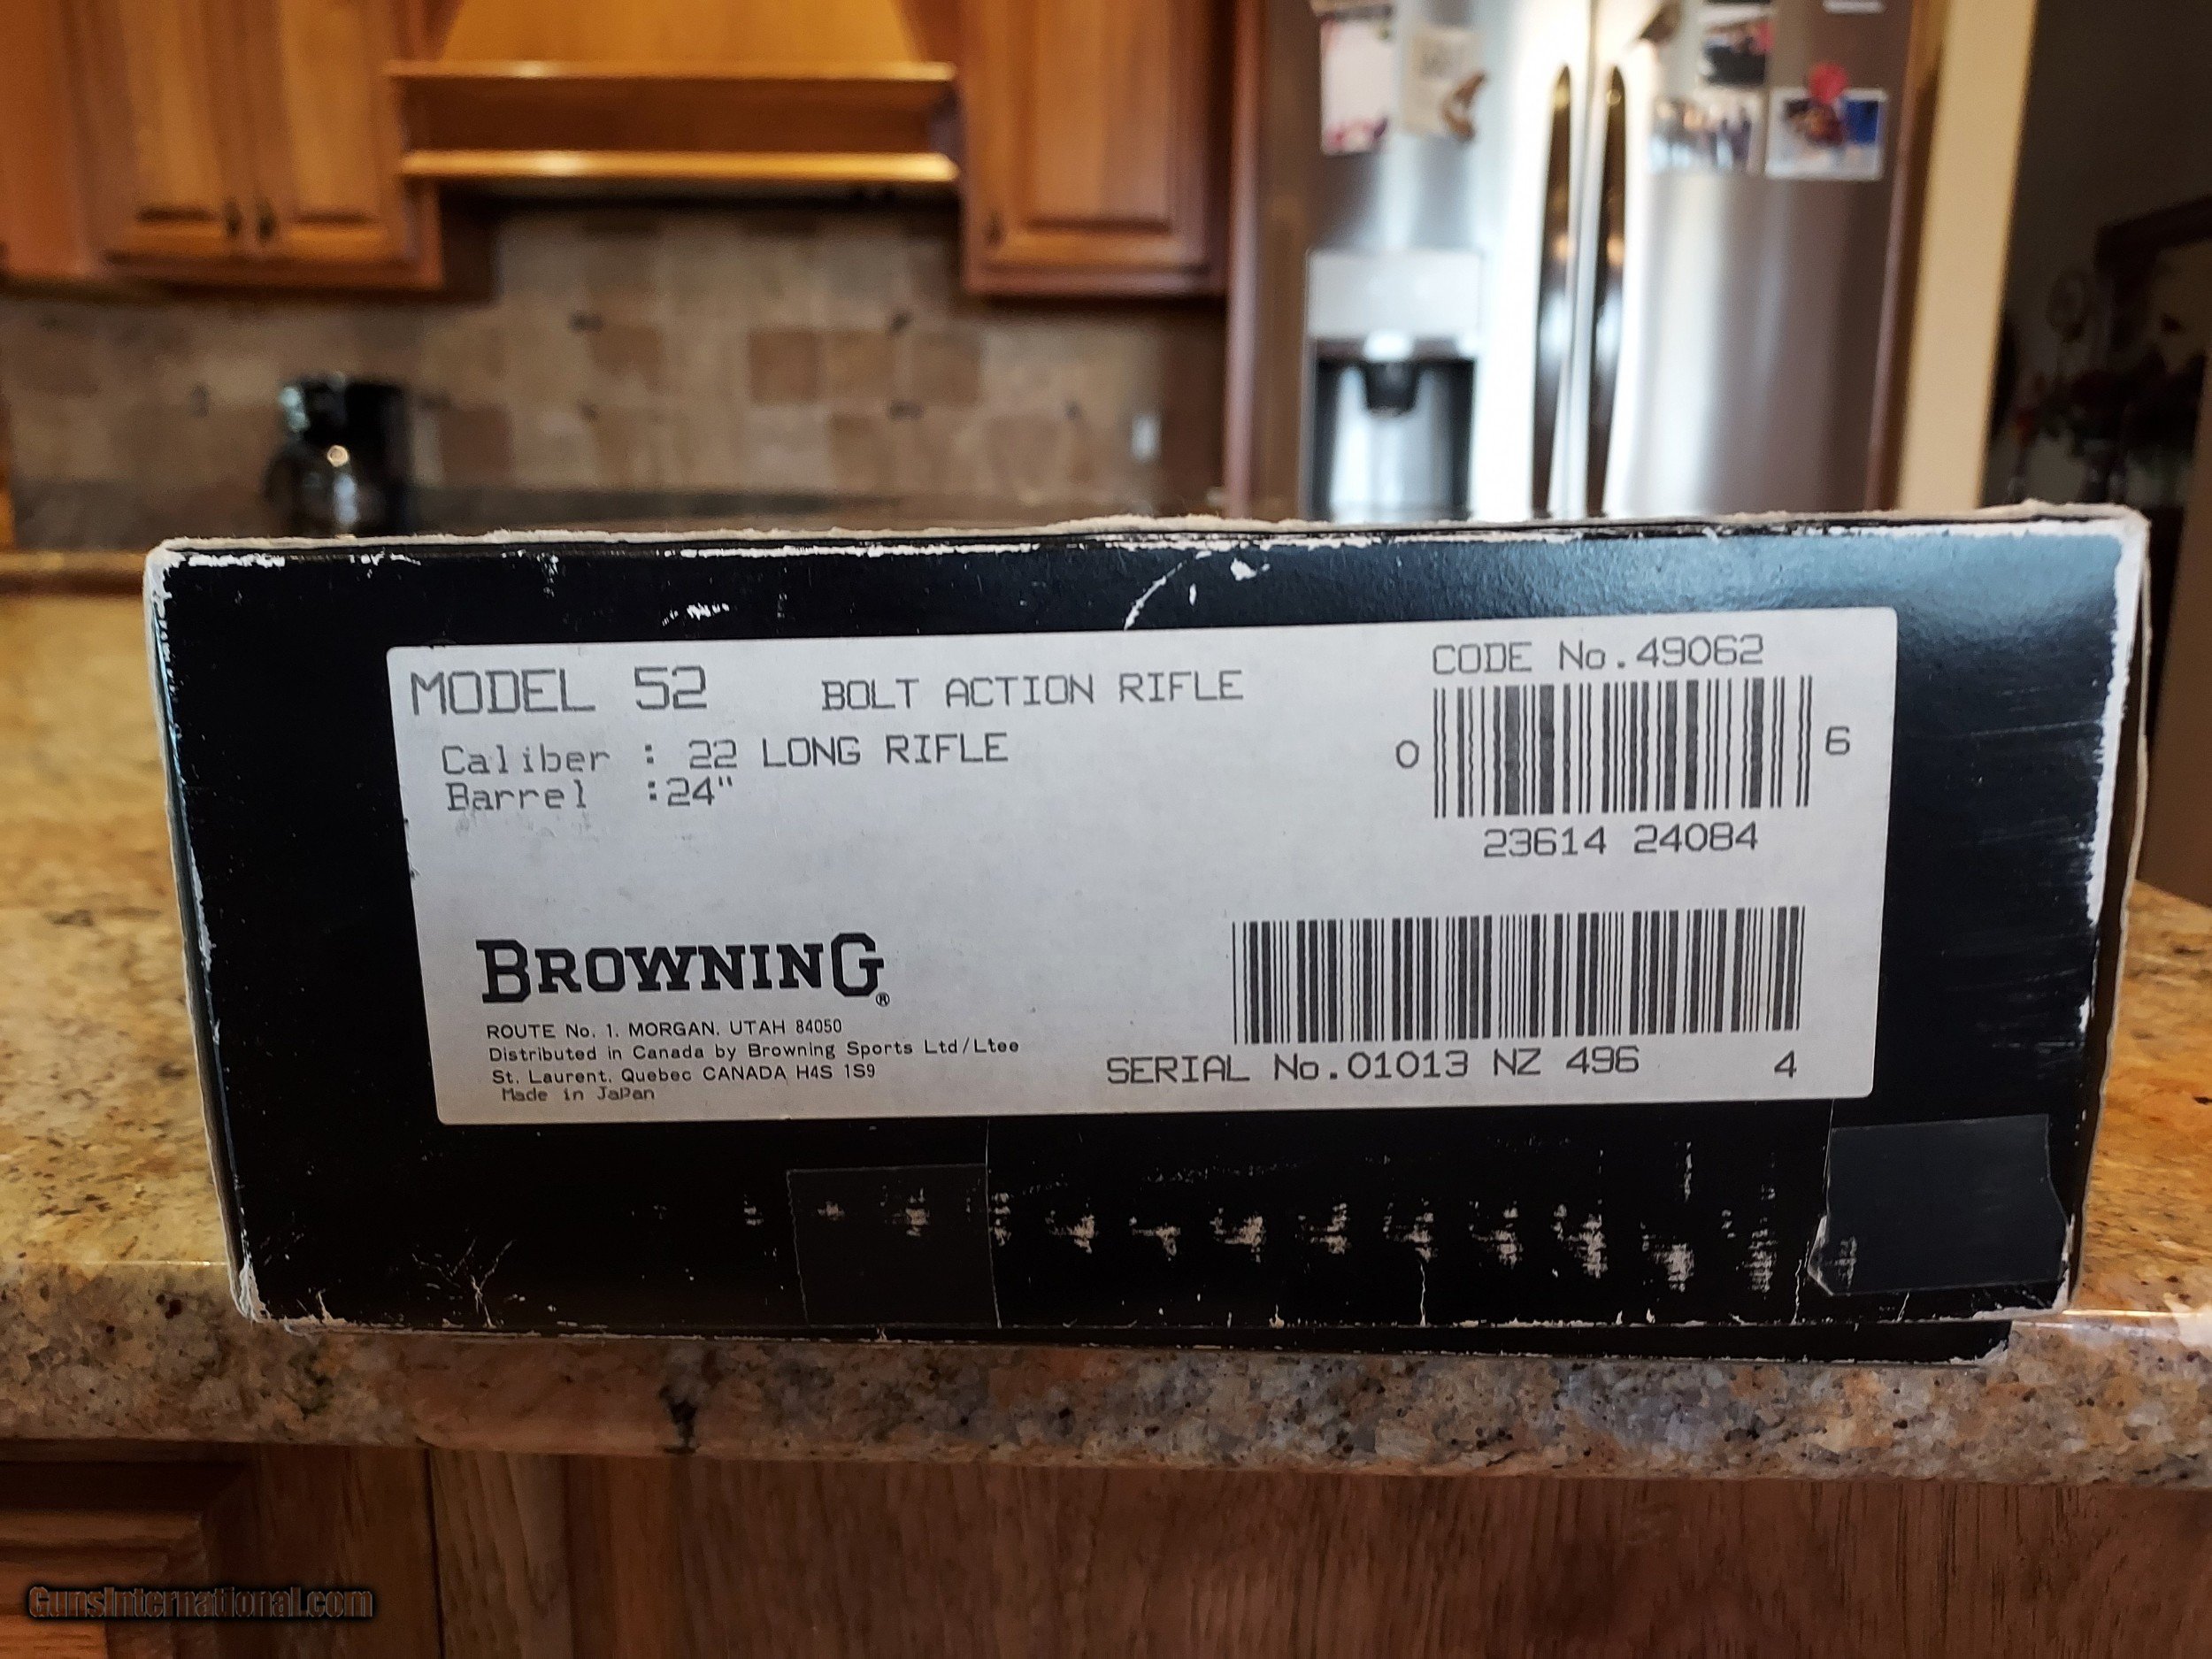 MODEL 52 BOLT ACTION RIFLE
Caliber : 22 LONG RIFLE
Barrel :24"
CODE No.49062
0 6
23614 24084
BROWNING®
ROUTE No. 1, MORGAN, UTAH 84050
Distributed in Canada by Browning Sports Ltd/Ltee
St. Laurent, Quebec CANADA H4S 1S9
Made in Japan
SERIAL No.01013 NZ 496 4
GunsInternational.com